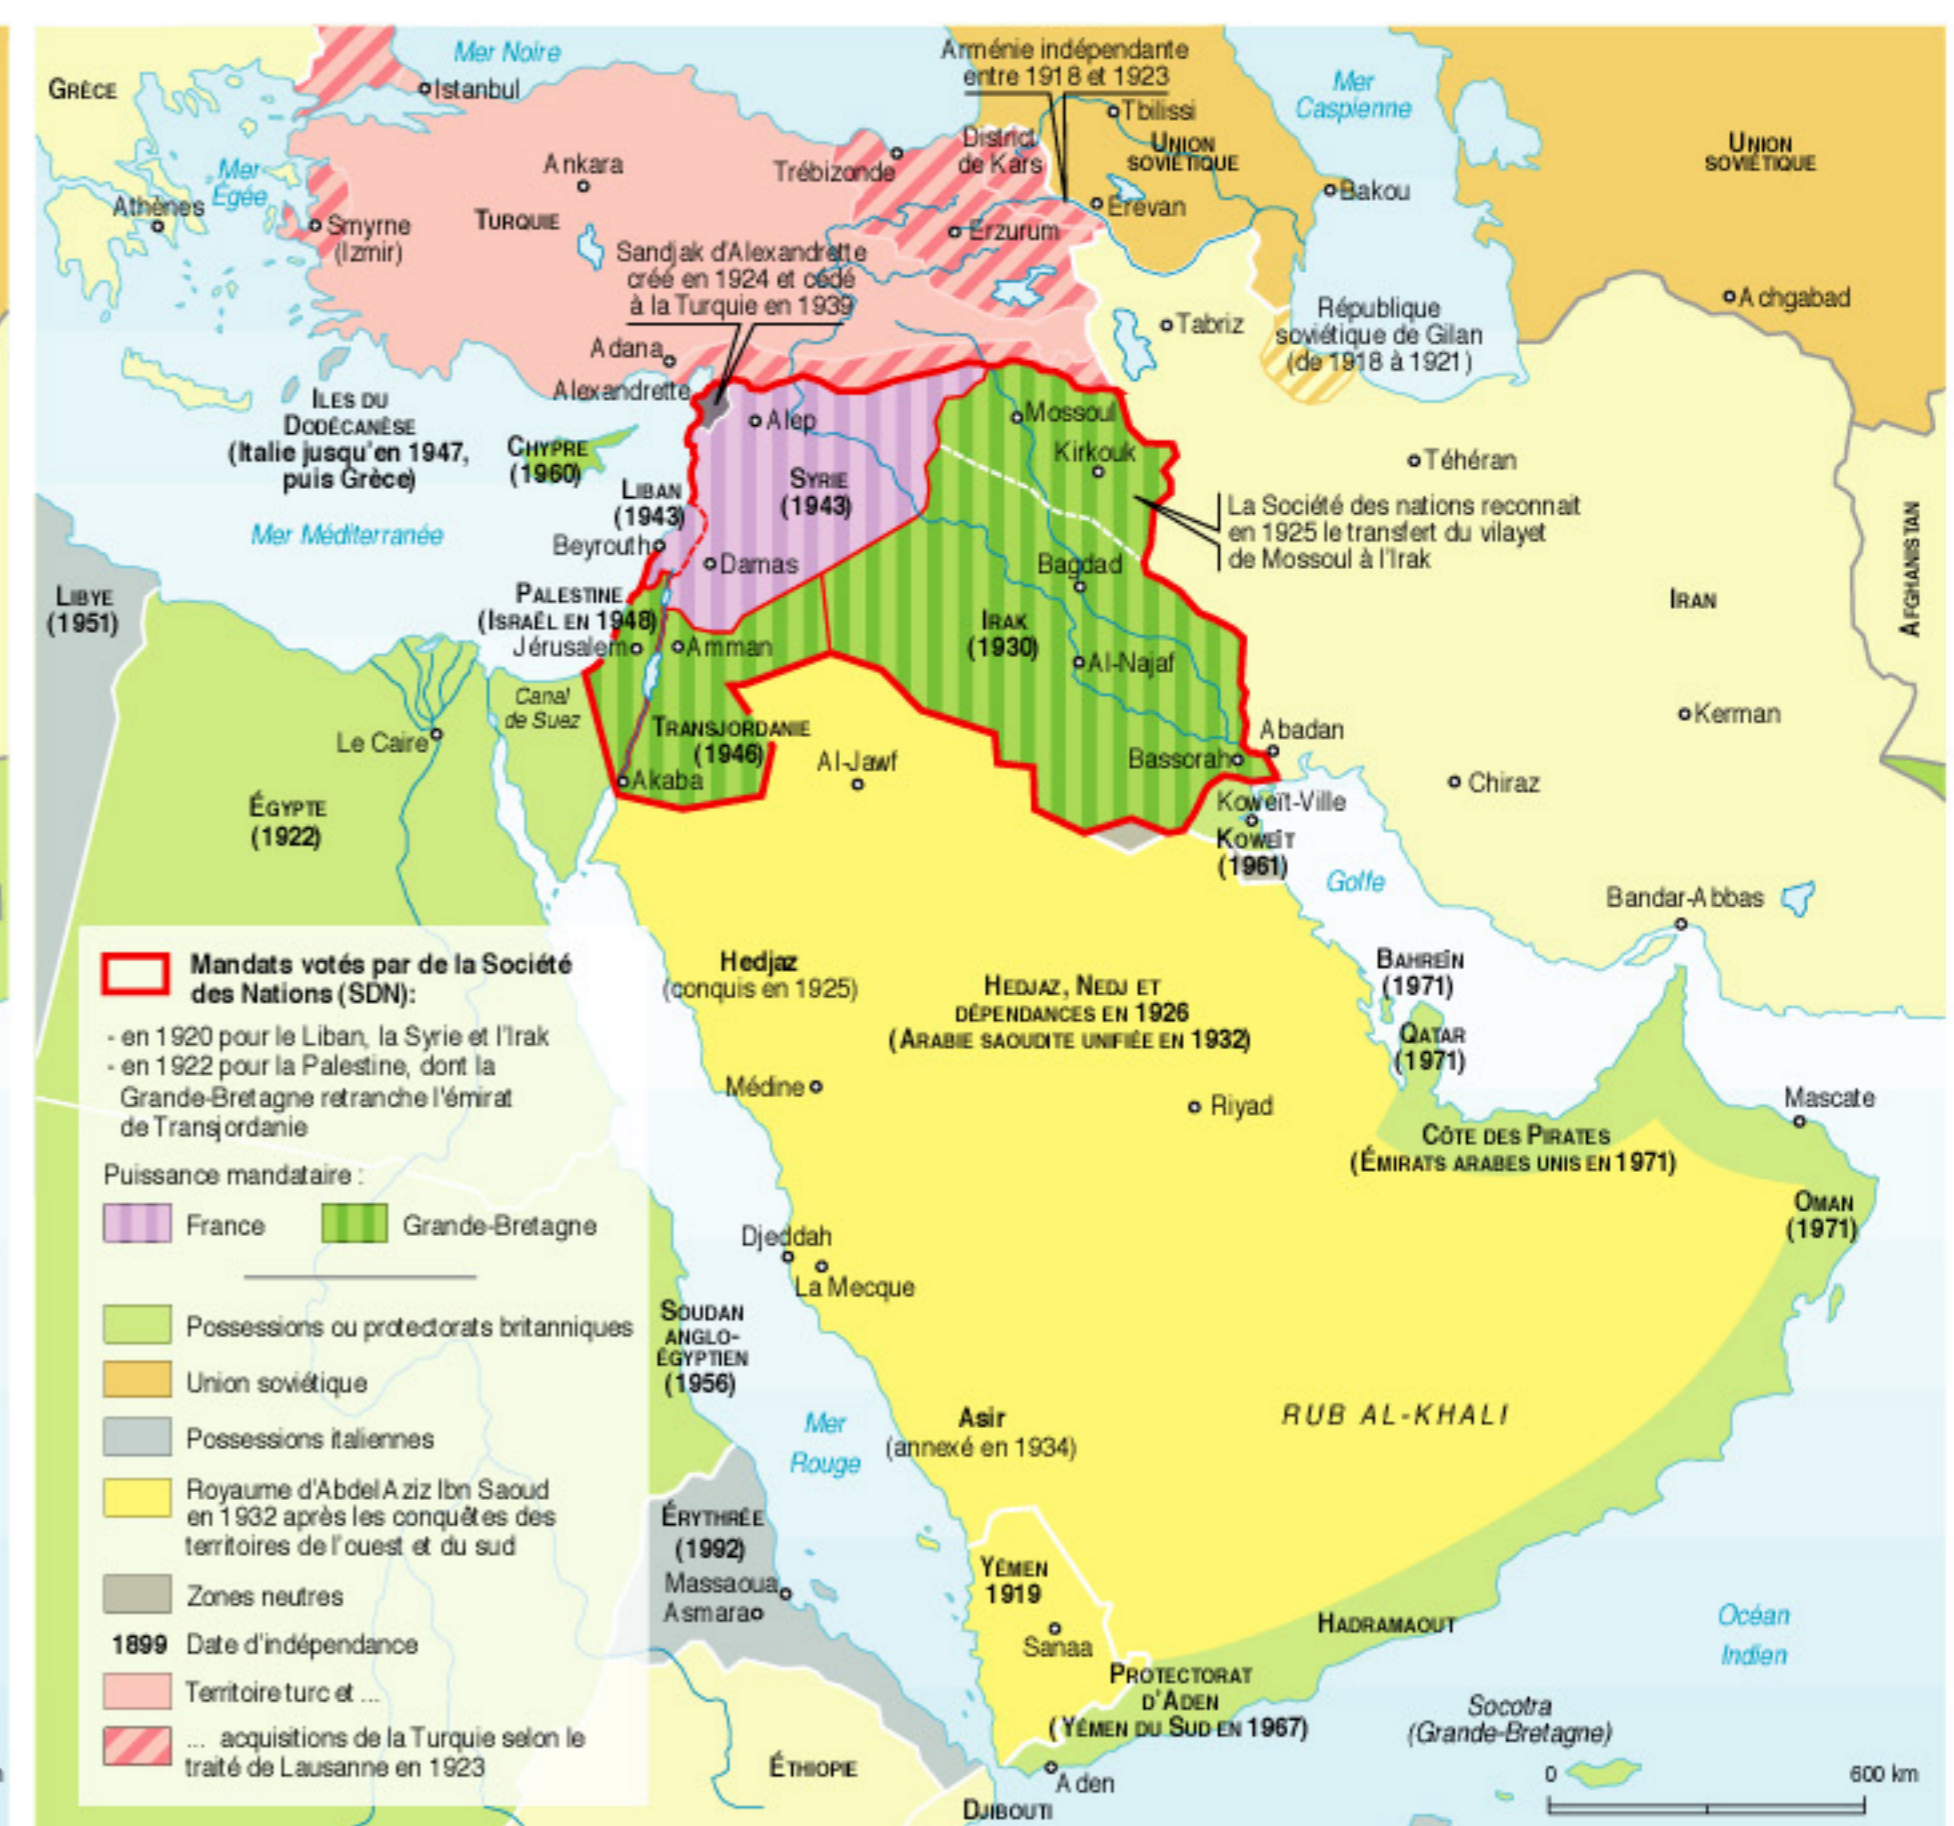 Mer Noire
Arménie indépendante
entre 1918 et 1923
Mer
Caspienne
GRÈCE
Istanbul
Tbilissi
UNION
SOVIÉTIQUE
UNION
SOVIÉTIQUE
District
de Kars
Trébizonde
Ankara
Mer
Égée
Bakou
Athènes
Erevan
Smyrne
(Izmir)
TURQUIE
Erzurum
Sandjak d'Alexandrette
créé en 1924 et cédé
à la Turquie en 1939
Achgabad
République
soviétique de Gilan
(de 1918 à 1921)
Tabriz
Adana
Alexandrette
ILES DU
DODÉCANÈSE
(Italie jusqu'en 1947,
puis Grèce)
Alep
Mossoul
CHYPRE
(1960)
Kirkouk
Téhéran
LIBAN
(1943)
SYRIE
(1943)
La Société des nations reconnait
en 1925 le transfert du vilayet
de Mossoul à l'Irak
Mer Méditerranée
Beyrouth
Damas
Bagdad
AFGHANISTAN
LIBYE
(1951)
PALESTINE
(ISRAËL EN 1948)
IRAK
(1930)
IRAN
Jérusalem
Amman
Al-Najaf
Canal
de Suez
Le Caire
TRANSJORDANIE
(1946)
Abadan
Kerman
Al-Jawf
Bassorah
Akaba
Chiraz
ÉGYPTE
(1922)
Koweït-Ville
KOWEÏT
(1961)
Golfe
Bandar-Abbas
Hedjaz
(conquis en 1925)
HEDJAZ, NEDJ ET
DÉPENDANCES EN 1926
(ARABIE SAOUDITE UNIFIÉE EN 1932)
BAHREÏN
(1971)
QATAR
(1971)
Médine
Riyad
Mascate
CÔTE DES PIRATES
(ÉMIRATS ARABES UNIS EN 1971)
OMAN
(1971)
Djeddah
La Mecque
SOUDAN
ANGLO-
ÉGYPTIEN
(1956)
Mer
Rouge
Asir
(annexé en 1934)
RUB AL-KHALI
ÉRYTHRÉE
(1992)
Massaoua
Asmara
YÉMEN
1919
Sanaa
HADRAMAOUT
Océan
Indien
PROTECTORAT
D'ADEN
(YÉMEN DU SUD EN 1967)
Socotra
(Grande-Bretagne)
ÉTHIOPIE
Aden
DJIBOUTI
0 600 km
Mandats votés par de la Société
des Nations (SDN):
- en 1920 pour le Liban, la Syrie et l'Irak
- en 1922 pour la Palestine, dont la
Grande-Bretagne retranche l'émirat
de Transjordanie
Puissance mandataire :
France Grande-Bretagne
Possessions ou protectorats britanniques
Union soviétique
Possessions italiennes
Royaume d'Abdel Aziz Ibn Saoud
en 1932 après les conquêtes des
territoires de l'ouest et du sud
Zones neutres
1899 Date d'indépendance
Territoire turc et ...
... acquisitions de la Turquie selon le
traité de Lausanne en 1923